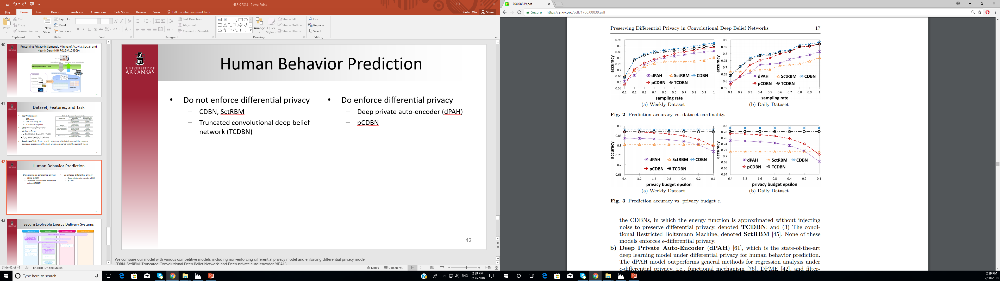 NSF_CPS18 - PowerPoint
File Home Insert Design Transitions Animations Slide Show Review View Tell me what you want to do... Xintao Wu Share
Paste
Cut
Copy
Format Painter
Clipboard
New Slide
Layout
Reset
Section
Slides
Font
Text Direction
Align Text
Convert to SmartArt
Paragraph
Arrange
Quick Styles
Shape Fill
Shape Outline
Shape Effects
Drawing
Find
Replace
Select
Editing
40
Preserving Privacy in Semantic Mining of Activity, Social, and
Health Data (NIH R01GM103309)
Privacy Protection Layer
41
Dataset, Features, and Task
YesiWell dataset
254 users
Oct 2010 – Aug 2011
10 million data points
BMI
Wellness Score
Prediction Task: Try to predict whether a YesiWell user will increase or
decrease exercises in the next week compared with the current week.
42
Human Behavior Prediction
• Do not enforce differential privacy
– CDBN, SctRBM
– Truncated convolutional deep belief
network (TCDBN)
• Do enforce differential privacy
– Deep private auto-encoder (dPAH)
– pCDBN
43
Secure Evolvable Energy Delivery Systems
UNIVERSITY OF
ARKANSAS
Human Behavior Prediction
• Do not enforce differential privacy
– CDBN, SctRBM
– Truncated convolutional deep belief
network (TCDBN)
• Do enforce differential privacy
– Deep private auto-encoder (dPAH)
– pCDBN
42
We compare our model with various competitive models, including non-enforcing differential privacy model and enforcing differential privacy model.
CDBN, SctRBM, Truncated Convolutional Deep Belief Network, and Deep private auto-encoder (dPAH)
Slide 42 of 46 English (United States) Notes Comments 146%
Type here to search
ENG
2:39 PM
7/30/2018
1706.08839.pdf
Secure https://arxiv.org/pdf/1706.08839.pdf
Preserving Differential Privacy in Convolutional Deep Belief Networks 17
accuracy
0.95
0.9
0.85
0.8
0.75
0.7
0.65
0.6
0.55
dPAH SctRBM CDBN
pCDBN TCDBN
0.1 0.2 0.3 0.4 0.5 0.6 0.7 0.8 0.9 1
sampling rate
(a) Weekly Dataset
accuracy
0.9
0.85
0.8
0.75
0.7
0.65
0.6
0.55
dPAH SctRBM CDBN
pCDBN TCDBN
0.1 0.2 0.3 0.4 0.5 0.6 0.7 0.8 0.9 1
sampling rate
(b) Daily Dataset
Fig. 2 Prediction accuracy vs. dataset cardinality.
accuracy
0.9
0.85
0.8
0.75
0.7
0.65
dPAH SctRBM CDBN
pCDBN TCDBN
6.4 3.2 1.6 0.8 0.4 0.2 0.1
privacy budget epsilon
(a) Weekly Dataset
accuracy
0.8
0.78
0.76
0.74
0.72
0.7
0.68
0.66
0.64
dPAH SctRBM CDBN
pCDBN TCDBN
6.4 3.2 1.6 0.8 0.4 0.2 0.1
privacy budget epsilon
(b) Daily Dataset
Fig. 3 Prediction accuracy vs. privacy budget ϵ.
the CDBNs, in which the energy function is approximated without injecting
noise to preserve differential privacy, denoted TCDBN; and (3) The condi-
tional Restricted Boltzmann Machine, denoted SctRBM [45]. None of these
models enforces ϵ-differential privacy.
b) Deep Private Auto-Encoder (dPAH) [61], which is the state-of-the-art
deep learning model under differential privacy for human behavior prediction.
The dPAH model outperforms general methods for regression analysis under
ϵ-differential privacy, i.e., functional mechanism [76], DPME [42], and filter-
2:39 PM
7/30/2018